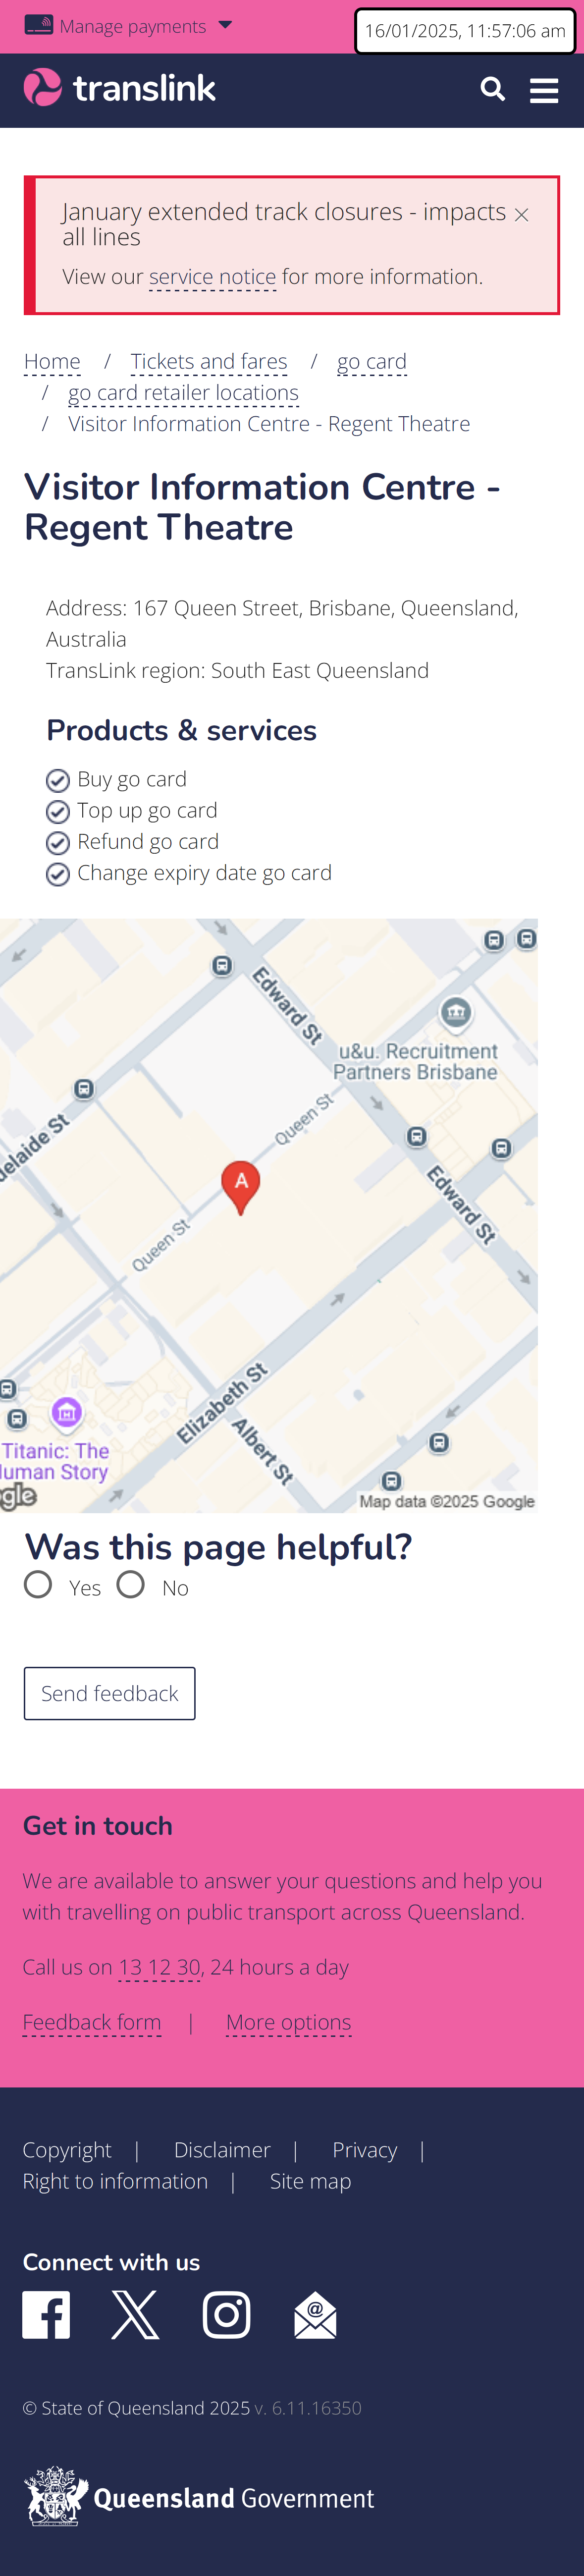 Manage payments
16/01/2025, 11:57:06 am
translink
January extended track closures - impacts
all lines
View our service notice for more information.
Home / Tickets and fares / go card
/ go card retailer locations
/ Visitor Information Centre - Regent Theatre
Visitor Information Centre -
Regent Theatre
Address: 167 Queen Street, Brisbane, Queensland,
Australia
TransLink region: South East Queensland
Products & services
Buy go card
Top up go card
Refund go card
Change expiry date go card
Edward St
u&u. Recruitment
Partners Brisbane
Queen St
delaide St
A
Edward St
Queen St
Elizabeth St
Albert St
Titanic: The
Human Story
gle
Map data ©2025 Google
Was this page helpful?
Yes No
Send feedback
Get in touch
We are available to answer your questions and help you
with travelling on public transport across Queensland.
Call us on 13 12 30, 24 hours a day
Feedback form | More options
Copyright | Disclaimer | Privacy |
Right to information | Site map
Connect with us
© State of Queensland 2025 v. 6.11.16350
Queensland Government